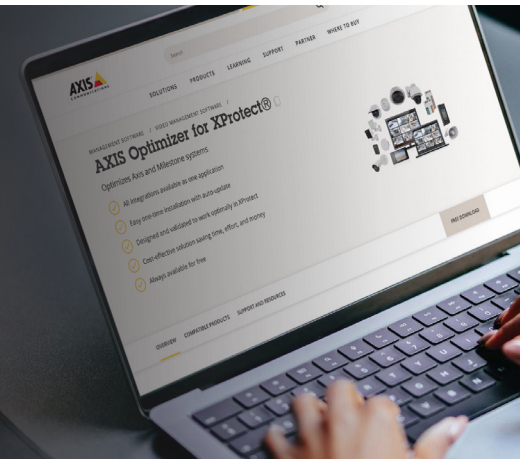 Search
AXIS
COMMUNICATIONS
SOLUTIONS PRODUCTS LEARNING SUPPORT PARTNER WHERE TO BUY
MANAGEMENT SOFTWARE / VIDEO MANAGEMENT SOFTWARE /
AXIS Optimizer for XProtect®
Optimizes Axis and Milestone systems
All integrations available as one application
Easy one-time installation with auto-update
Designed and validated to work optimally in XProtect
Cost-effective solution saving time, effort, and money
Always available for free
FREE DOWNLOAD
OVERVIEW COMPATIBLE PRODUCTS SUPPORT AND RESOURCES